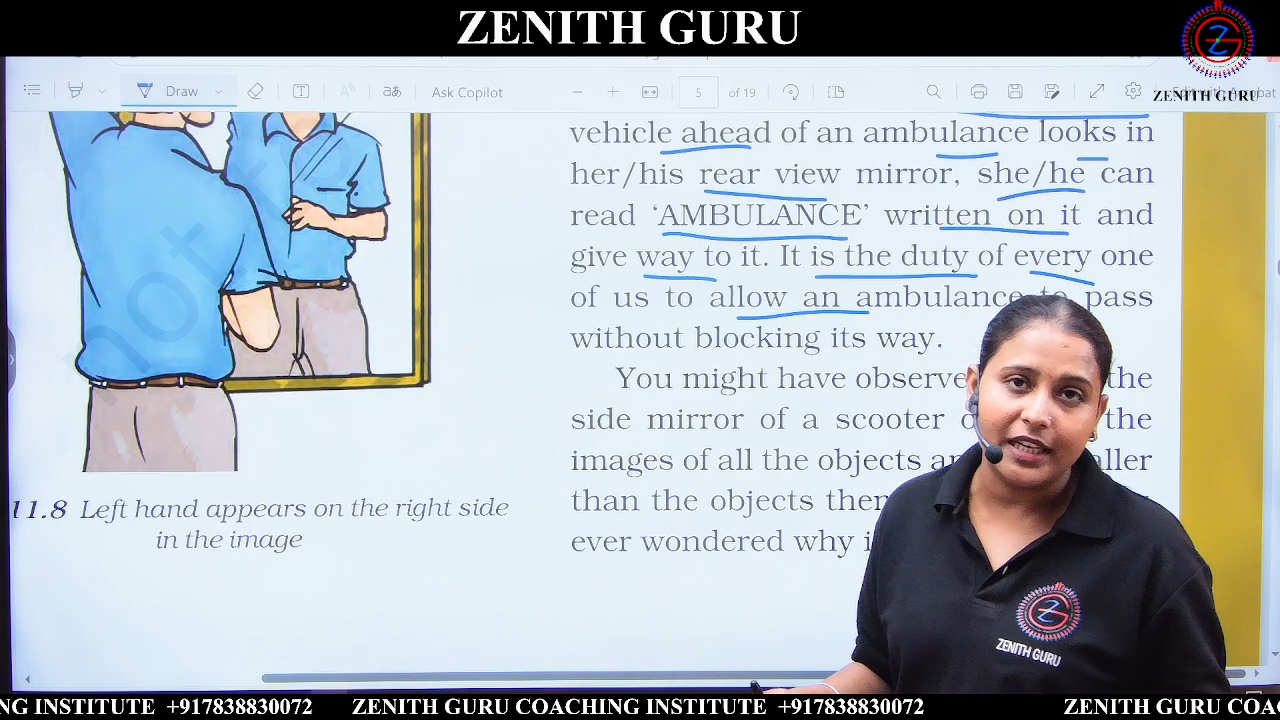 ZENITH GURU
ZENITH GURU
Draw
Ask Copilot
5 of 19
vehicle ahead of an ambulance looks in
her/his rear view mirror, she/he can
read ‘AMBULANCE’ written on it and
give way to it. It is the duty of every one
of us to allow an ambulance to pass
without blocking its way.
You might have observe the
side mirror of a scooter the
images of all the objects
than the objects
ever wondered why
11.8 Left hand appears on the right side
in the image
not
ZENITH GURU
NG INSTITUTE +917838830072 ZENITH GURU COACHING INSTITUTE +917838830072 ZENITH GURU COA